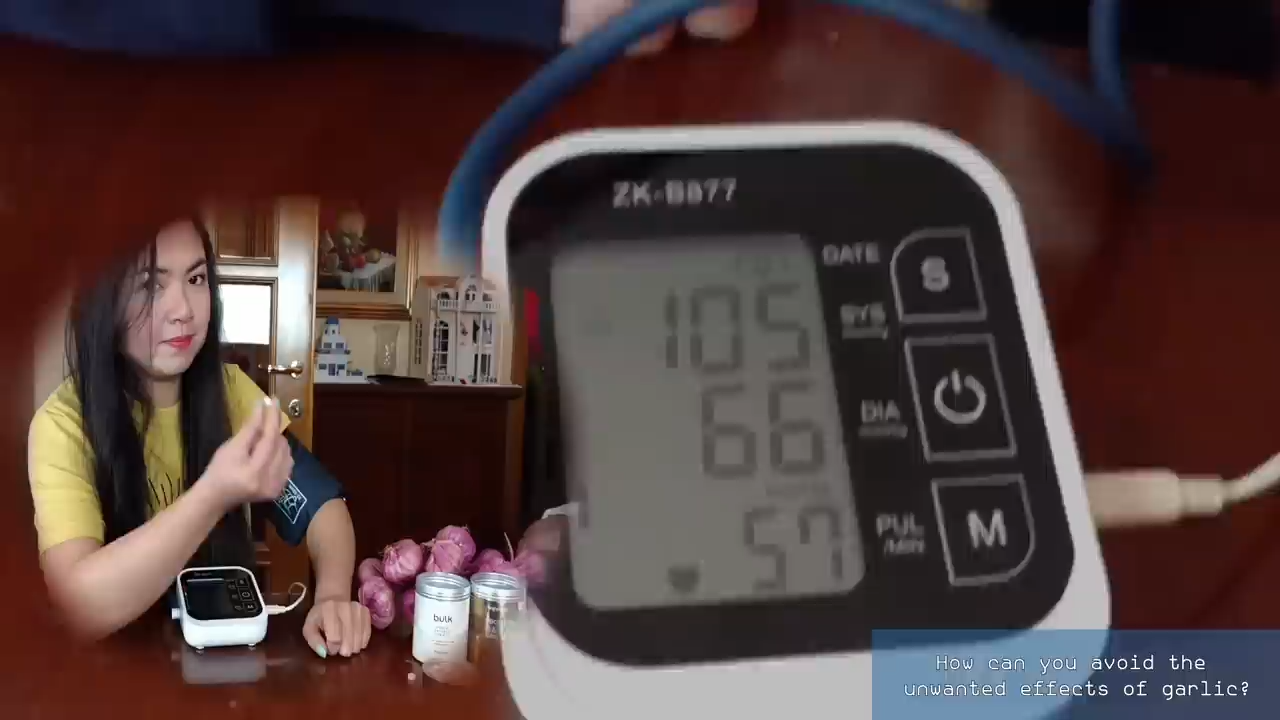 ZK-B877
DATE
SYS
105
DIA
66
PUL
/MIN
57
S
M
bulk
How can you avoid the
unwanted effects of garlic?